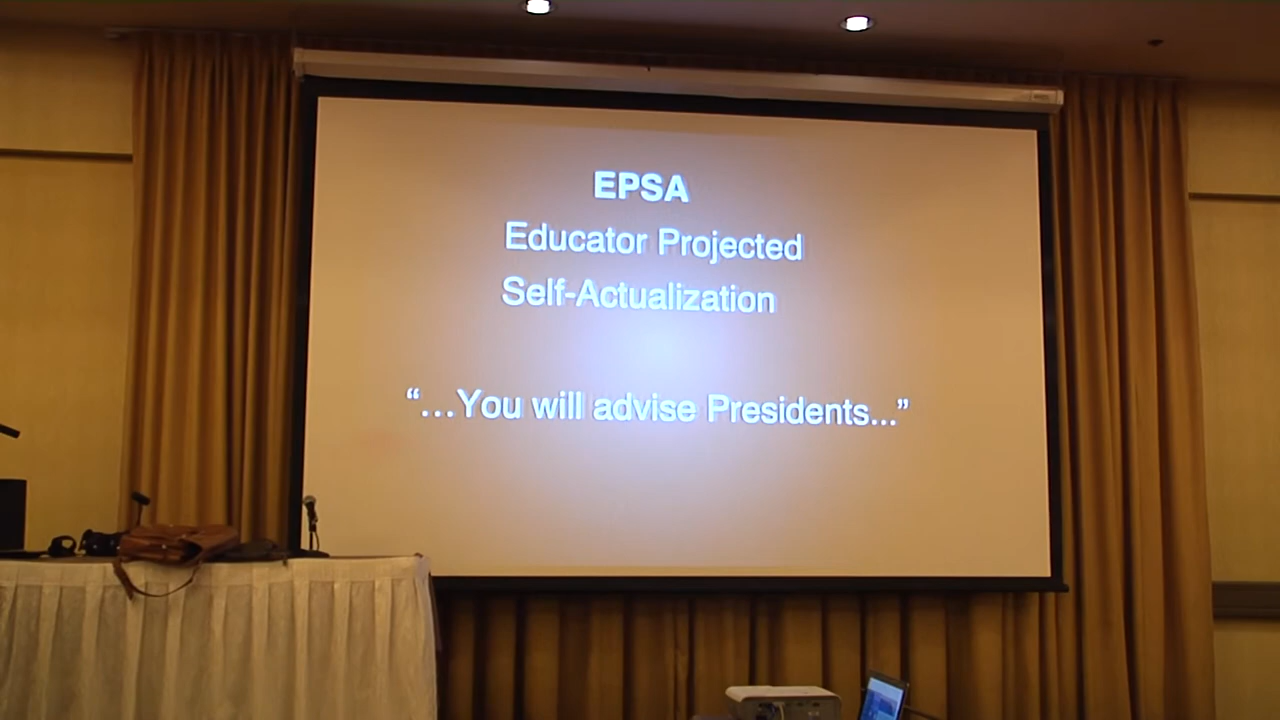 EPSA
Educator Projected
Self-Actualization
“...You will advise Presidents...”